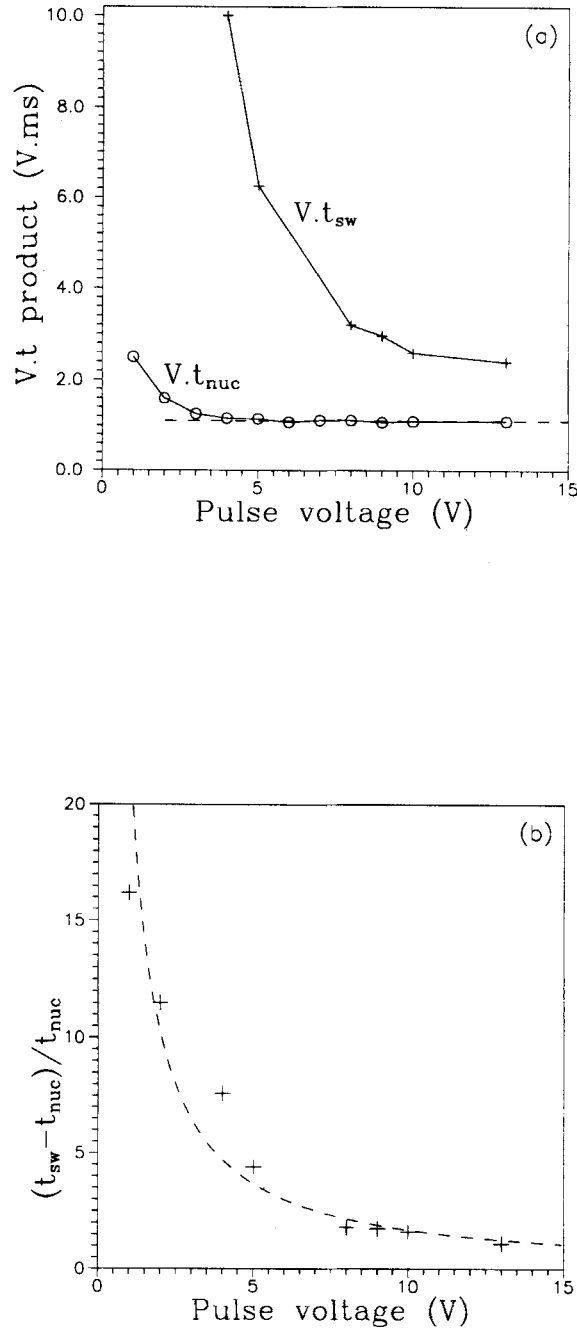 (a)
V.t product (V.ms)
10.0
8.0
6.0
4.0
2.0
0.0
V.t_sw
V.t_nuc
0 5 10 15
Pulse voltage (V)
(b)
(t_sw−t_nuc)/t_nuc
20
15
10
5
0
0 5 10 15
Pulse voltage (V)